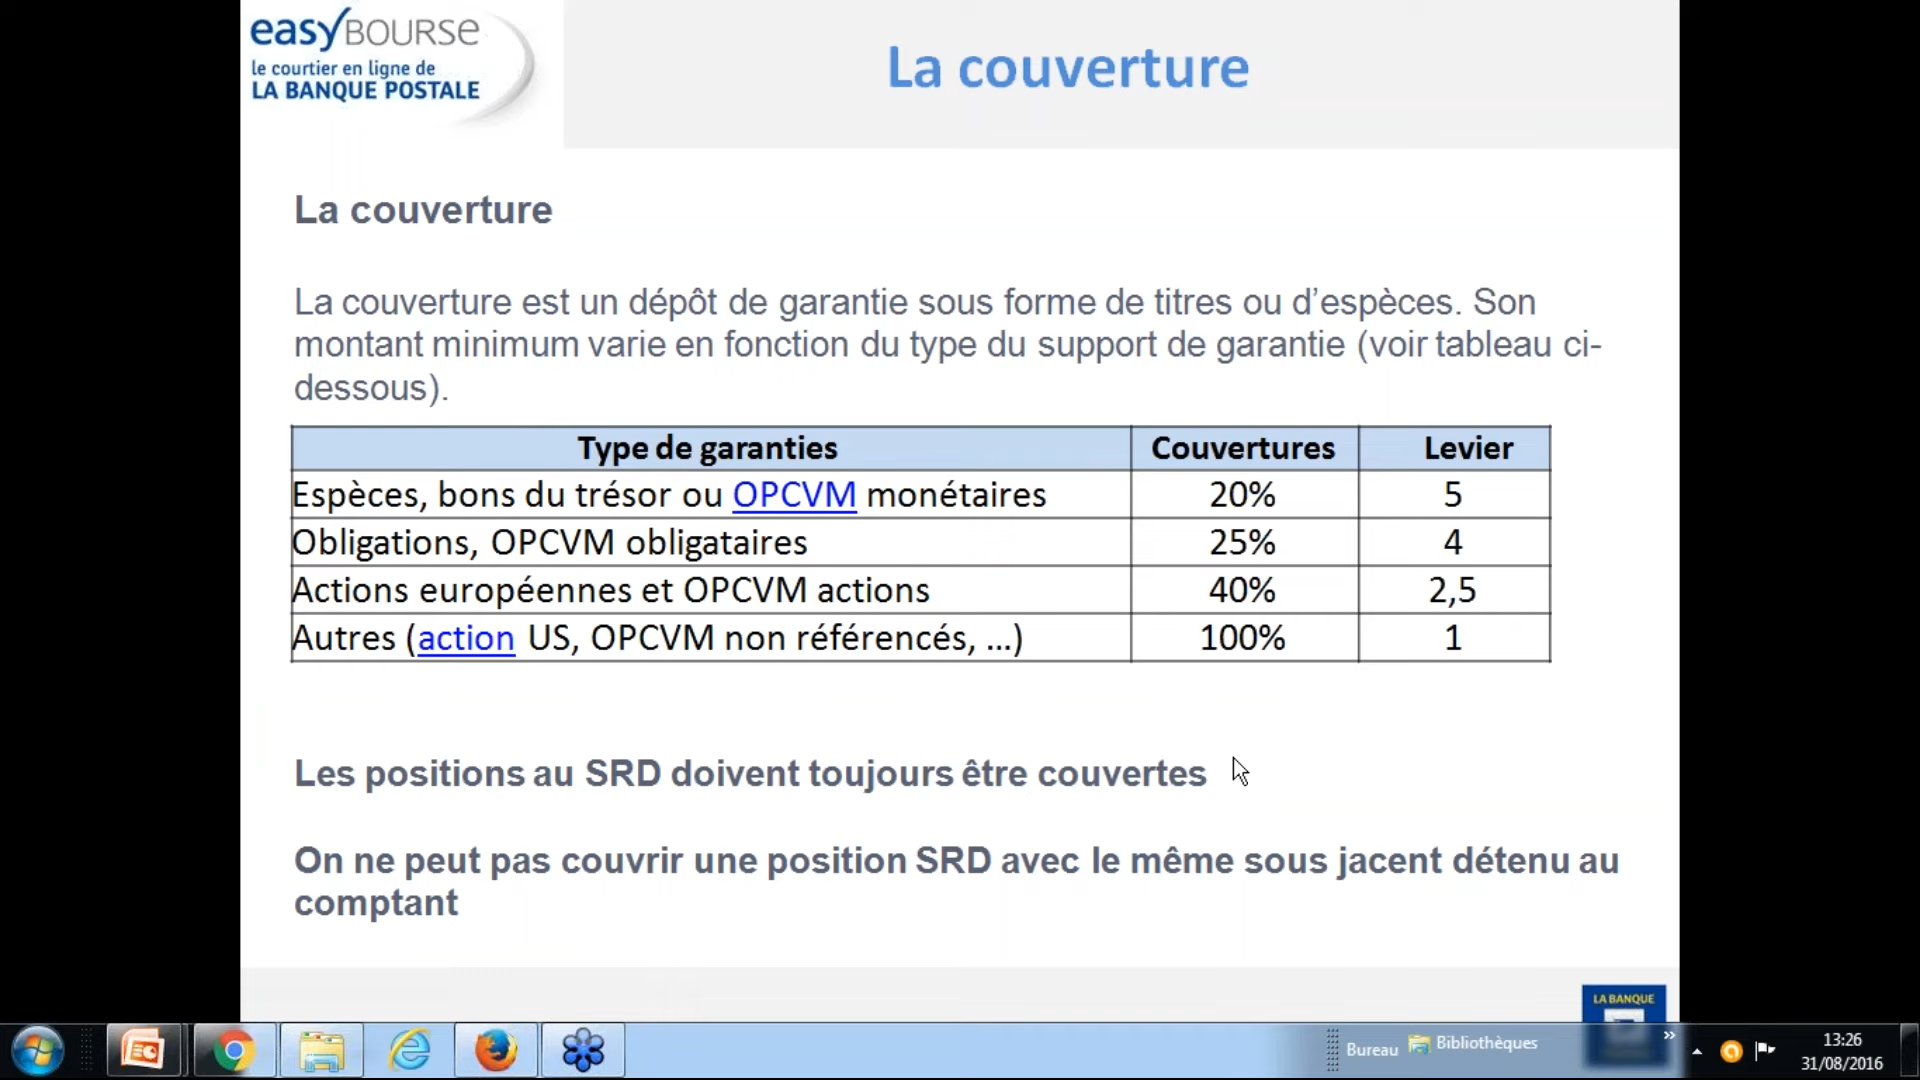 easyBOURSE
le courtier en ligne de
LA BANQUE POSTALE
La couverture
La couverture
La couverture est un dépôt de garantie sous forme de titres ou d’espèces. Son
montant minimum varie en fonction du type du support de garantie (voir tableau ci-
dessous).
Type de garanties Couvertures Levier
Espèces, bons du trésor ou OPCVM monétaires 20% 5
Obligations, OPCVM obligataires 25% 4
Actions européennes et OPCVM actions 40% 2,5
Autres (action US, OPCVM non référencés, ...) 100% 1
Les positions au SRD doivent toujours être couvertes
On ne peut pas couvrir une position SRD avec le même sous jacent détenu au
comptant
LA BANQUE
Bureau Bibliothèques »
13:26
31/08/2016